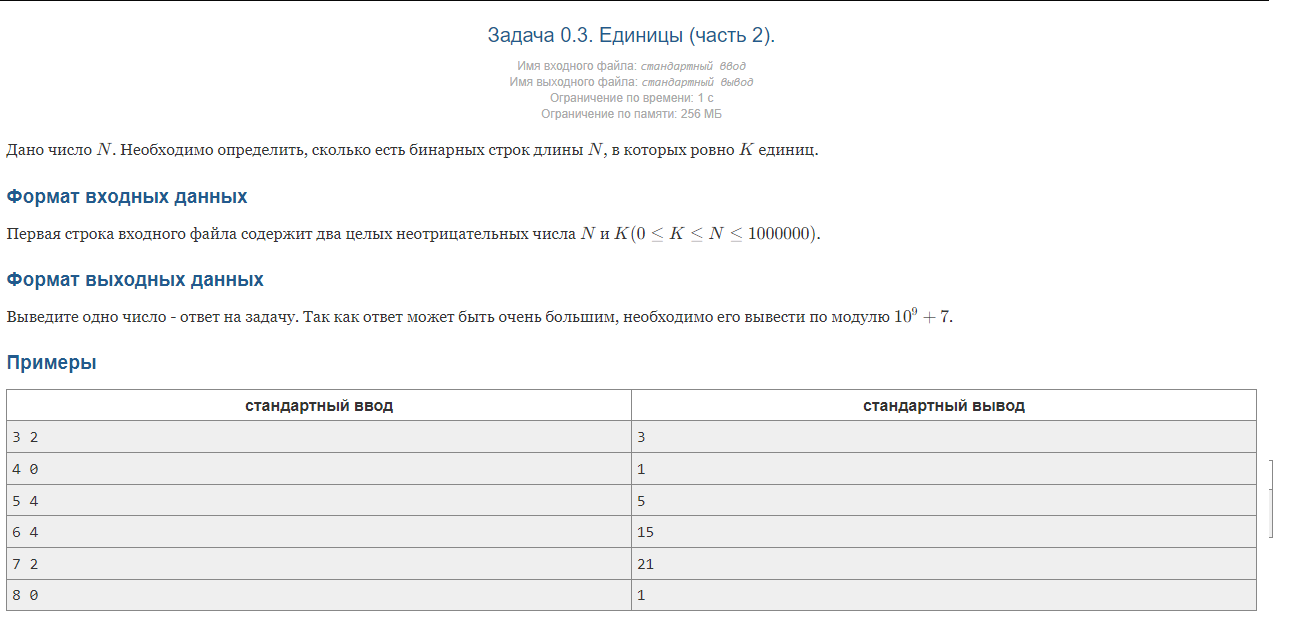 Задача 0.3. Единицы (часть 2).
Имя входного файла: стандартный ввод
Имя выходного файла: стандартный вывод
Ограничение по времени: 1 с
Ограничение по памяти: 256 МБ
Дано число N. Необходимо определить, сколько есть бинарных строк длины N, в которых ровно K единиц.
Формат входных данных
Первая строка входного файла содержит два целых неотрицательных числа N и K(0 ≤ K ≤ N ≤ 1000000).
Формат выходных данных
Выведите одно число - ответ на задачу. Так как ответ может быть очень большим, необходимо его вывести по модулю 10⁹ + 7.
Примеры
стандартный ввод стандартный вывод
3 2 3
4 0 1
5 4 5
6 4 15
7 2 21
8 0 1